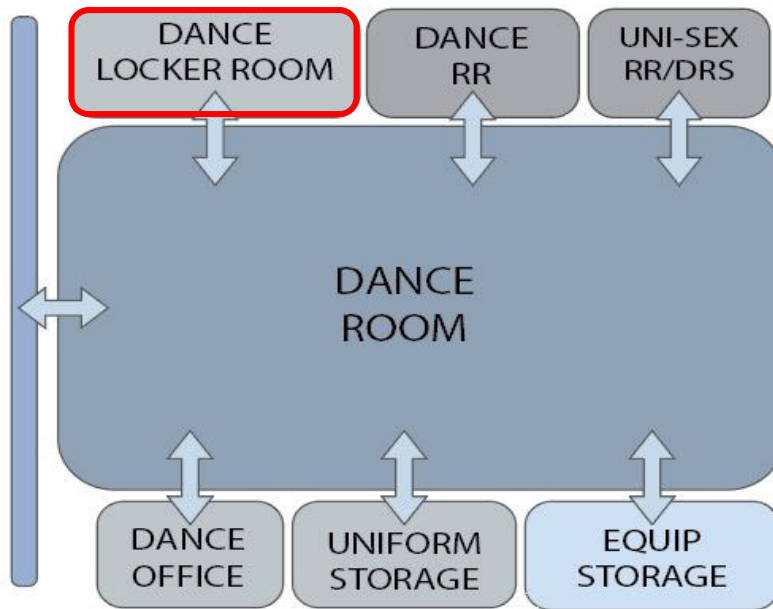 DANCE
LOCKER ROOM
DANCE
RR
UNI-SEX
RR/DRS
DANCE
ROOM
DANCE
OFFICE
UNIFORM
STORAGE
EQUIP
STORAGE